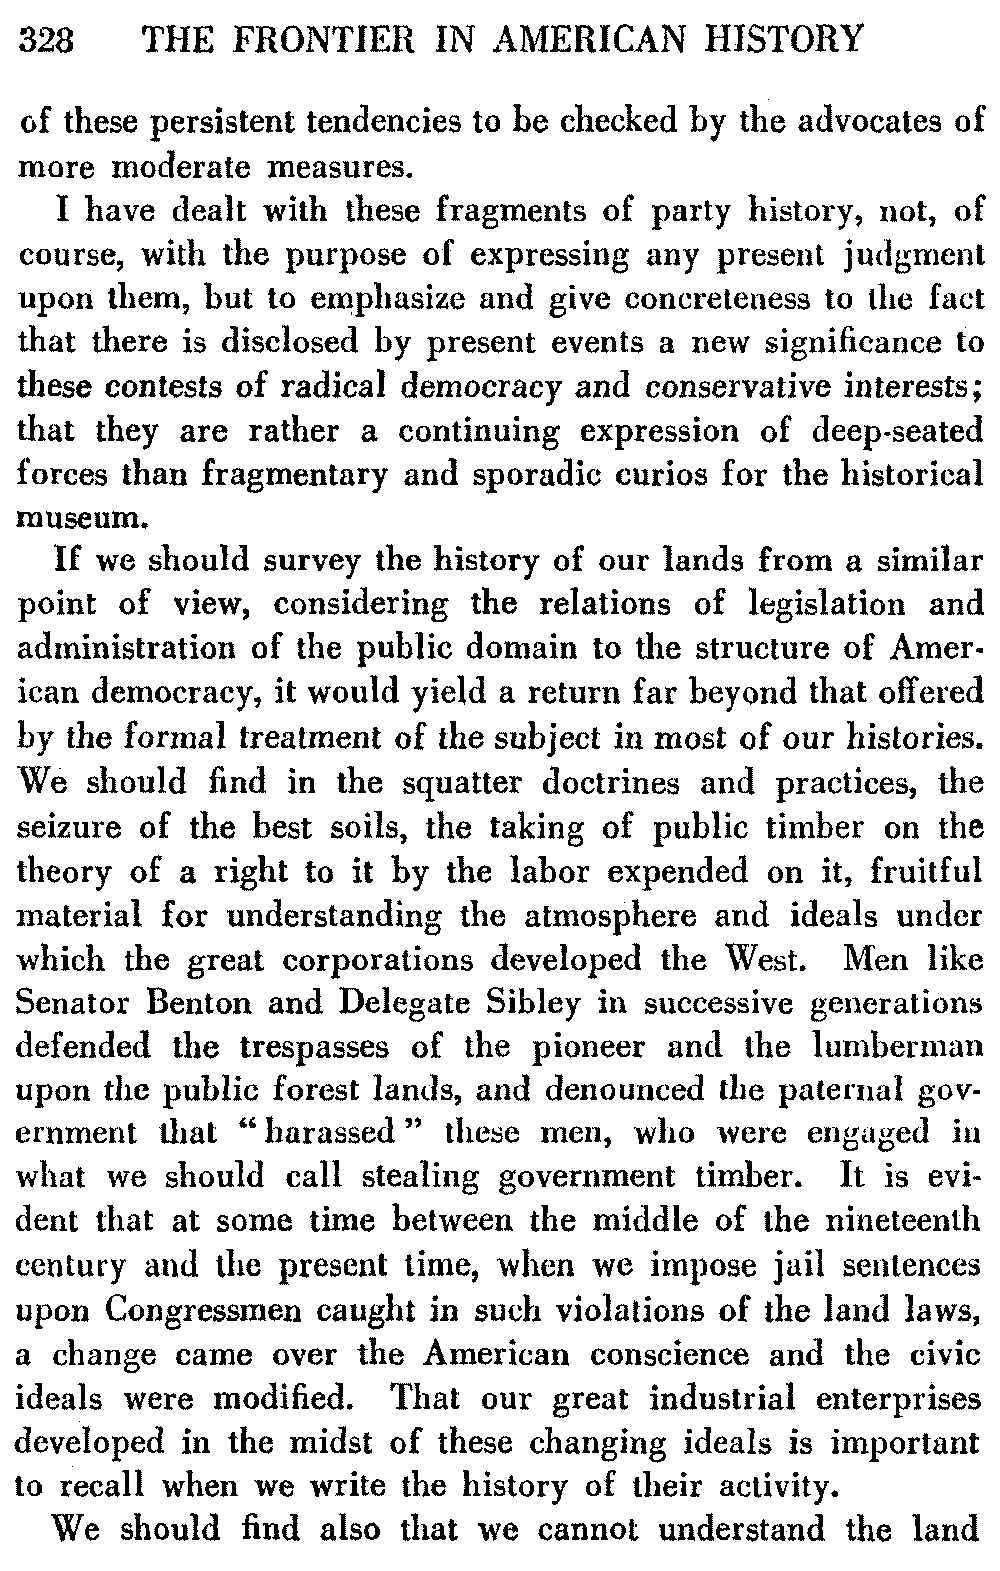 328 THE FRONTIER IN AMERICAN HISTORY
of these persistent tendencies to be checked by the advocates of
more moderate measures.
I have dealt with these fragments of party history, not, of
course, with the purpose of expressing any present judgment
upon them, but to emphasize and give concreteness to the fact
that there is disclosed by present events a new significance to
these contests of radical democracy and conservative interests;
that they are rather a continuing expression of deep-seated
forces than fragmentary and sporadic curios for the historical
museum.
If we should survey the history of our lands from a similar
point of view, considering the relations of legislation and
administration of the public domain to the structure of Amer-
ican democracy, it would yield a return far beyond that offered
by the formal treatment of the subject in most of our histories.
We should find in the squatter doctrines and practices, the
seizure of the best soils, the taking of public timber on the
theory of a right to it by the labor expended on it, fruitful
material for understanding the atmosphere and ideals under
which the great corporations developed the West. Men like
Senator Benton and Delegate Sibley in successive generations
defended the trespasses of the pioneer and the lumberman
upon the public forest lands, and denounced the paternal gov-
ernment that “ harassed ” these men, who were engaged in
what we should call stealing government timber. It is evi-
dent that at some time between the middle of the nineteenth
century and the present time, when we impose jail sentences
upon Congressmen caught in such violations of the land laws,
a change came over the American conscience and the civic
ideals were modified. That our great industrial enterprises
developed in the midst of these changing ideals is important
to recall when we write the history of their activity.
We should find also that we cannot understand the land